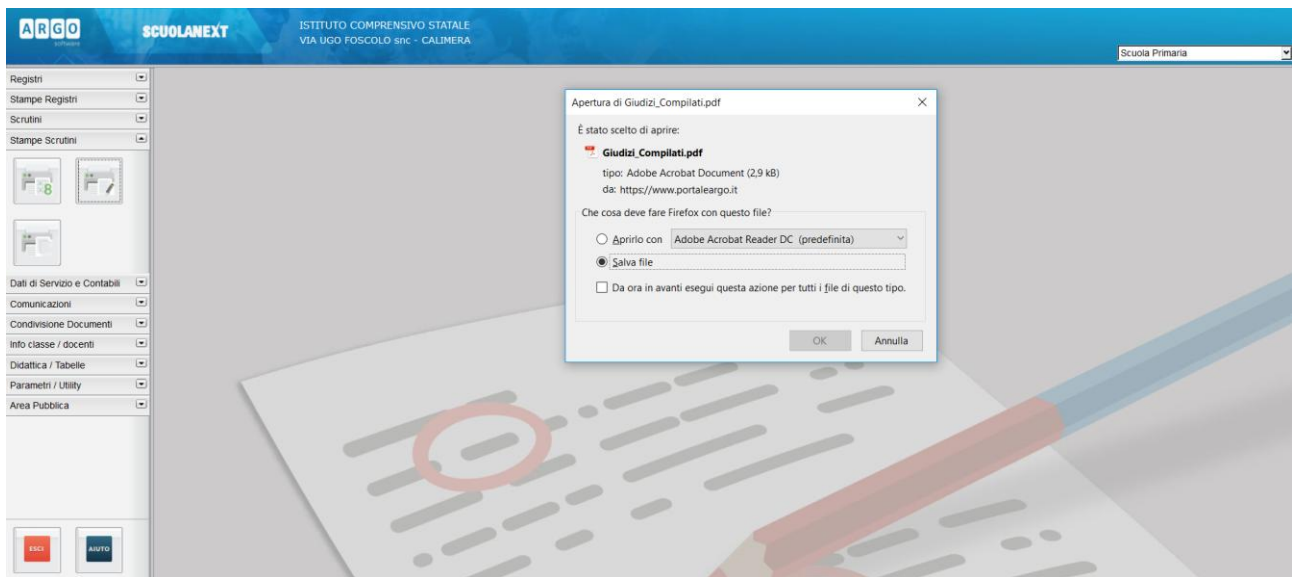 ARGO
software
SCUOLANEXT
ISTITUTO COMPRENSIVO STATALE
VIA UGO FOSCOLO snc - CALIMERA
Scuola Primaria
Registri
Stampe Registri
Scrutini
Stampe Scrutini
8
Dati di Servizio e Contabili
Comunicazioni
Condivisione Documenti
Info classe / docenti
Didattica / Tabelle
Parametri / Utility
Area Pubblica
ESCI
AIUTO
Apertura di Giudizi_Compilati.pdf
È stato scelto di aprire:
Giudizi_Compilati.pdf
tipo: Adobe Acrobat Document (2,9 kB)
da: https://www.portaleargo.it
Che cosa deve fare Firefox con questo file?
Aprirlo con Adobe Acrobat Reader DC (predefinita)
Salva file
Da ora in avanti esegui questa azione per tutti i file di questo tipo.
OK Annulla